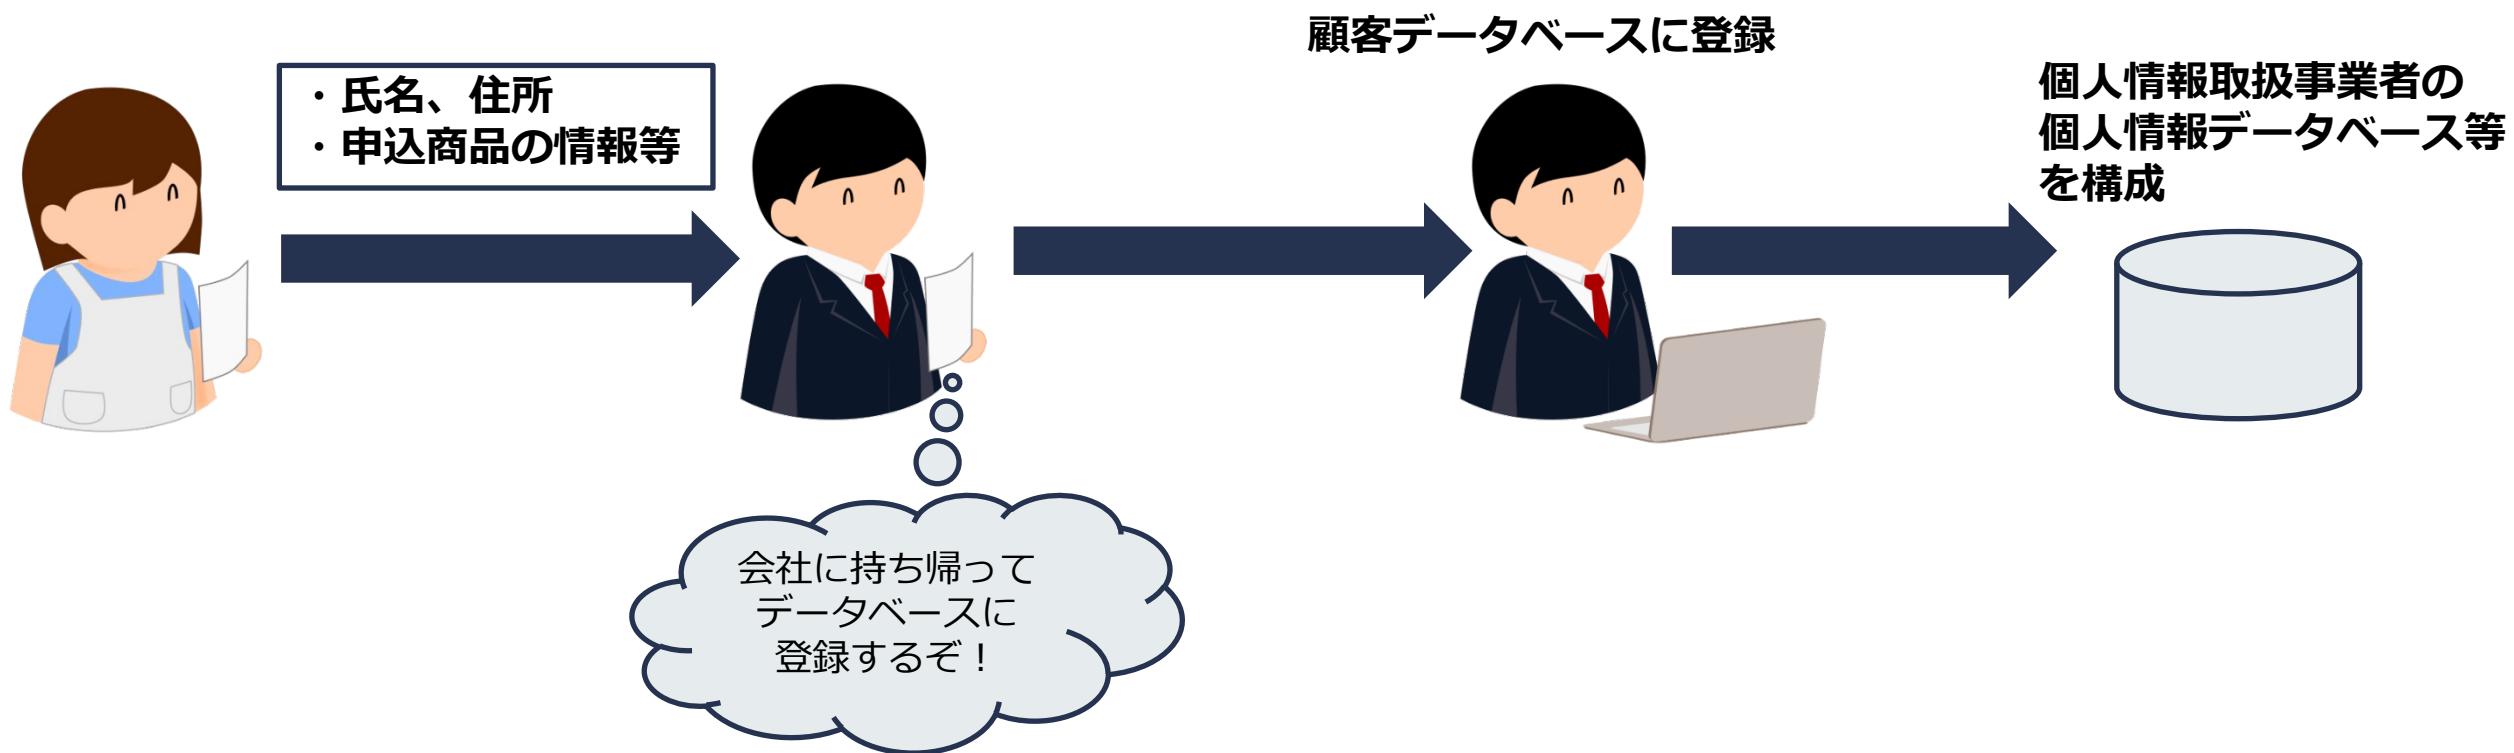 ・氏名、住所
・申込商品の情報等
顧客データベースに登録
個人情報取扱事業者の
個人情報データベース等
を構成
会社に持ち帰って
データベースに
登録するぞ！